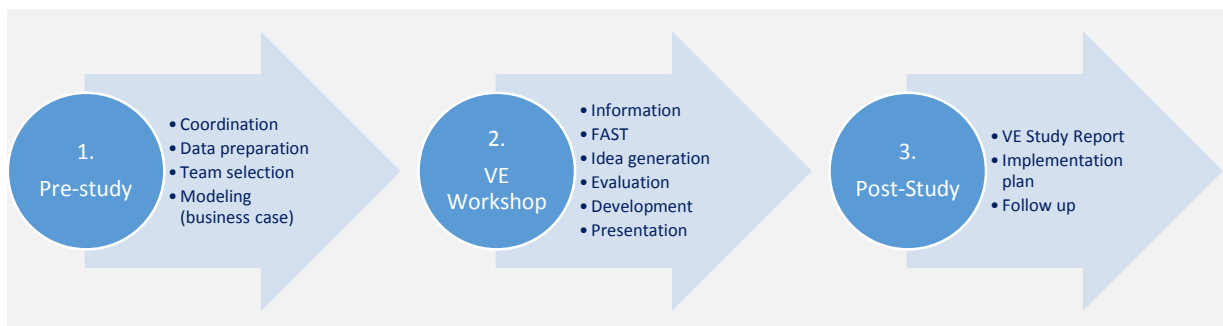 1.
Pre-study
• Coordination
• Data preparation
• Team selection
• Modeling
(business case)
2.
VE
Workshop
• Information
• FAST
• Idea generation
• Evaluation
• Development
• Presentation
3.
Post-Study
• VE Study Report
• Implementation
plan
• Follow up